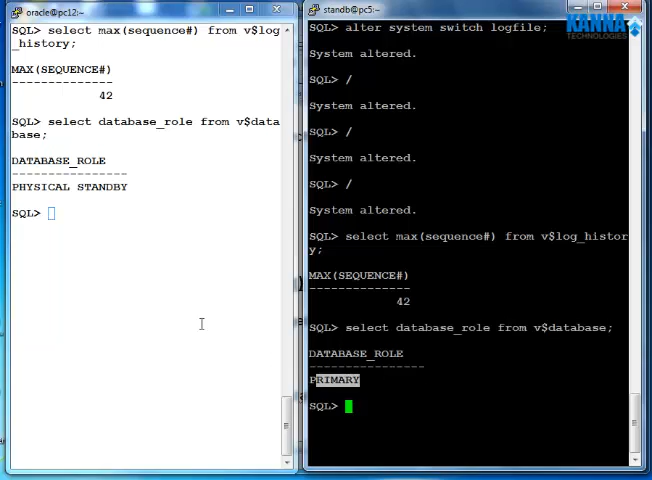 oracle@pc12:~
SQL> select max(sequence#) from v$log
_history;
MAX(SEQUENCE#)
--------------
42
SQL> select database_role from v$data
base;
DATABASE_ROLE
----------------
PHYSICAL STANDBY
SQL>
standb@pc5:~
KANNA
TECHNOLOGIES
SQL> alter system switch logfile;
System altered.
SQL> /
System altered.
SQL> /
System altered.
SQL> /
System altered.
SQL> select max(sequence#) from v$log_histor
y;
MAX(SEQUENCE#)
--------------
42
SQL> select database_role from v$database;
DATABASE_ROLE
----------------
PRIMARY
SQL>